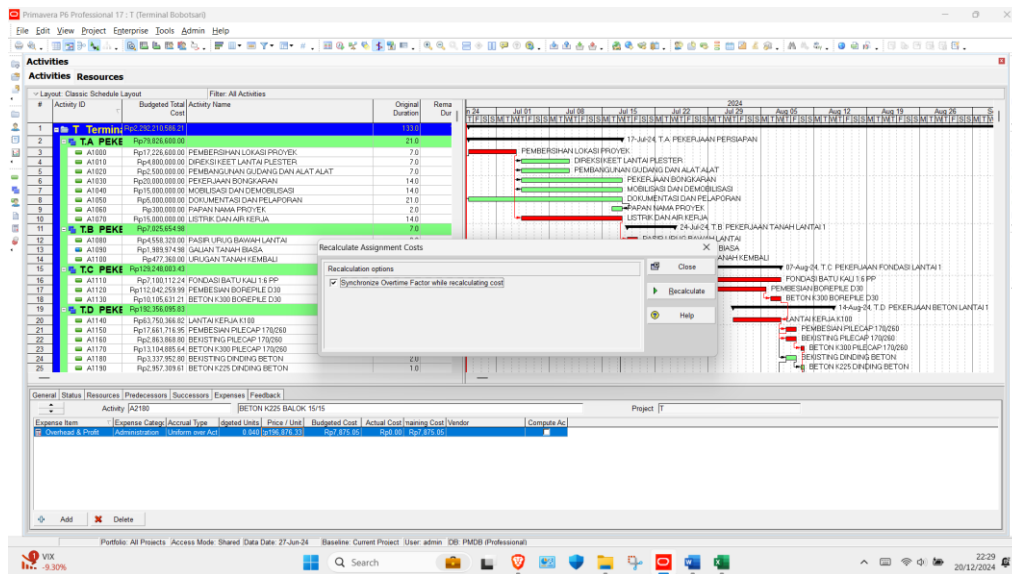 Primavera P6 Professional 17 : T (Terminal Bobotsari)
File Edit View Project Enterprise Tools Admin Help
Activities
Activities Resources
Layout: Classic Schedule Layout Filter: All Activities
# Activity ID Budgeted Total Cost Activity Name Original Duration Rema Dur
2024
n 24 Jul 01 Jul 08 Jul 15 Jul 22 Jul 29 Aug 05 Aug 12 Aug 19 Aug 26
1 T Termina Rp2,292,210,586.21 133.0
2 T.A PEKE Rp79,826,600.00 21.0 17-Jul-24, T.A PEKERJAAN PERSIAPAN
3 A1000 Rp17,226,600.00 PEMBERSIHAN LOKASI PROYEK 7.0 PEMBERSIHAN LOKASI PROYEK
4 A1010 Rp4,800,000.00 DIREKSI KEET LANTAI PLESTER 7.0 DIREKSI KEET LANTAI PLESTER
5 A1020 Rp2,500,000.00 PEMBANGUNAN GUDANG DAN ALAT ALAT 7.0 PEMBANGUNAN GUDANG DAN ALAT ALAT
6 A1030 Rp20,000,000.00 PEKERJAAN BONGKARAN 14.0 PEKERJAAN BONGKARAN
7 A1040 Rp15,000,000.00 MOBILISASI DAN DEMOBILISASI 14.0 MOBILISASI DAN DEMOBILISASI
8 A1050 Rp5,000,000.00 DOKUMENTASI DAN PELAPORAN 21.0 DOKUMENTASI DAN PELAPORAN
9 A1060 Rp300,000.00 PAPAN NAMA PROYEK 2.0 PAPAN NAMA PROYEK
10 A1070 Rp15,000,000.00 LISTRIK DAN AIR KERJA 14.0 LISTRIK DAN AIR KERJA
11 T.B PEKE Rp7,025,654.98 7.0 24-Jul-24, T.B PEKERJAAN TANAH LANTAI 1
12 A1080 Rp4,558,320.00 PASIR URUG BAWAH LANTAI PASIR URUG BAWAH LANTAI
13 A1090 Rp1,989,974.98 GALIAN TANAH BIASA BIASA
14 A1100 Rp477,360.00 URUGAN TANAH KEMBALI ANAH KEMBALI
15 T.C PEKE Rp129,248,003.43 07-Aug-24, T.C PEKERJAAN FONDASI LANTAI 1
16 A1110 Rp7,100,112.24 FONDASI BATU KALI 1:6 PP FONDASI BATU KALI 1:6 PP
17 A1120 Rp112,042,259.99 PEMBESIAN BOREPILE D30 PEMBESIAN BOREPILE D30
18 A1130 Rp10,105,631.21 BETON K300 BOREPILE D30 BETON K300 BOREPILE D30
19 T.D PEKE Rp192,356,095.83 14-Aug-24, T.D PEKERJAAN BETON LANTAI 1
20 A1140 Rp63,750,366.82 LANTAI KERJA K100 LANTAI KERJA K100
21 A1150 Rp17,661,716.95 PEMBESIAN PILECAP 170/260 PEMBESIAN PILECAP 170/260
22 A1160 Rp2,863,868.80 BEKISTING PILECAP 170/260 BEKISTING PILECAP 170/260
23 A1170 Rp13,104,885.64 BETON K300 PILECAP 170/260 BETON K300 PILECAP 170/260
24 A1180 Rp3,337,952.80 BEKISTING DINDING BETON 2.0 BEKISTING DINDING BETON
25 A1190 Rp2,957,309.61 BETON K225 DINDING BETON 1.0 BETON K225 DINDING BETON
Recalculate Assignment Costs
Recalculation options
Synchronize Overtime Factor while recalculating cost
Close
Recalculate
Help
General Status Resources Predecessors Successors Expenses Feedback
Activity A2180 BETON K225 BALOK 15/15 Project T
Expense Item Expense Catego Accrual Type dgeted Units Price / Unit Budgeted Cost Actual Cost maining Cost Vendor Compute Ac
Overhead & Profit Administration Uniform over Act 0.040 p196,876.33 Rp7,875.05 Rp0.00 Rp7,875.05
Add Delete
Portfolio: All Projects Access Mode: Shared Data Date: 27-Jun-24 Baseline: Current Project User: admin DB: PMDB (Professional)
VIX
-9.30%
Search
22:29
20/12/2024